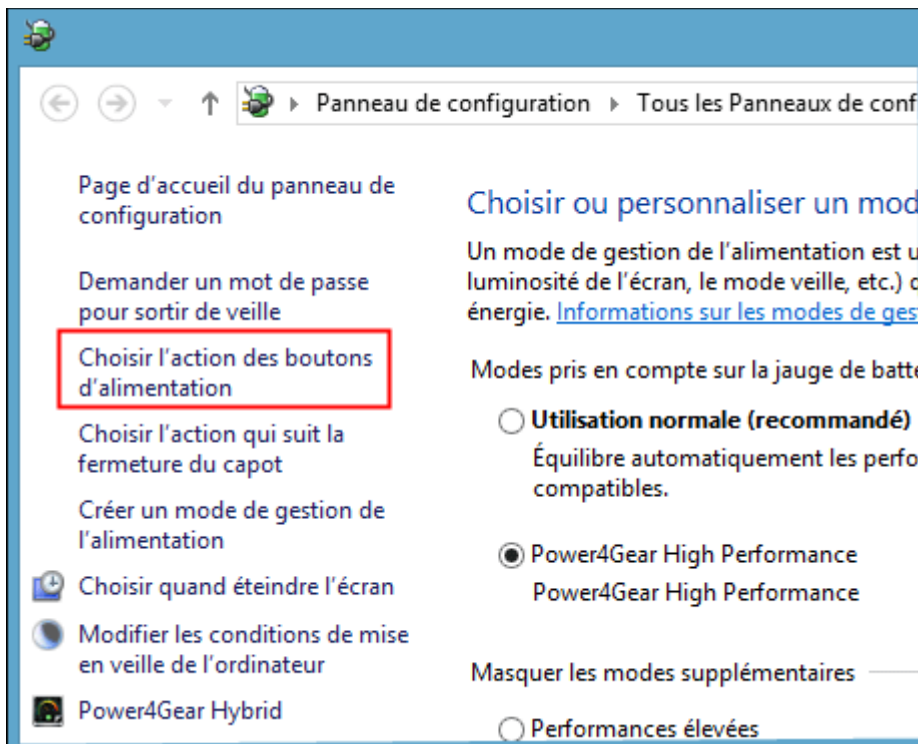 Panneau de configuration Tous les Panneaux de conf
Page d'accueil du panneau de
configuration
Demander un mot de passe
pour sortir de veille
Choisir l'action des boutons
d'alimentation
Choisir l'action qui suit la
fermeture du capot
Créer un mode de gestion de
l'alimentation
Choisir quand éteindre l'écran
Modifier les conditions de mise
en veille de l'ordinateur
Power4Gear Hybrid
Choisir ou personnaliser un mod
Un mode de gestion de l'alimentation est u
luminosité de l'écran, le mode veille, etc.) d
énergie. Informations sur les modes de gest
Modes pris en compte sur la jauge de batte
Utilisation normale (recommandé)
Équilibre automatiquement les perfo
compatibles.
Power4Gear High Performance
Power4Gear High Performance
Masquer les modes supplémentaires
Performances élevées